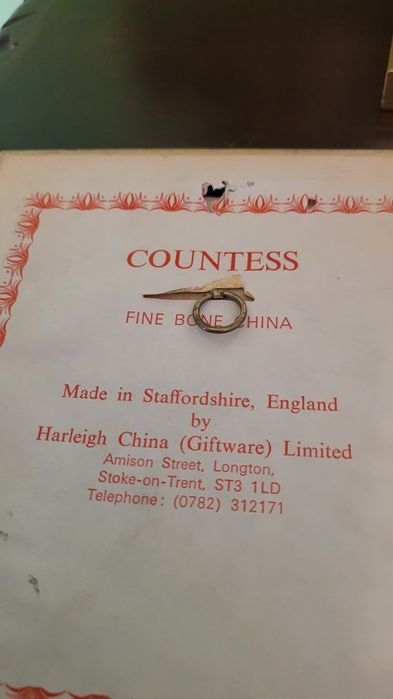 COUNTESS
FINE BONE CHINA
Made in Staffordshire, England
by
Harleigh China (Giftware) Limited
Amison Street, Longton,
Stoke-on-Trent, ST3 1LD
Telephone: (0782) 312171